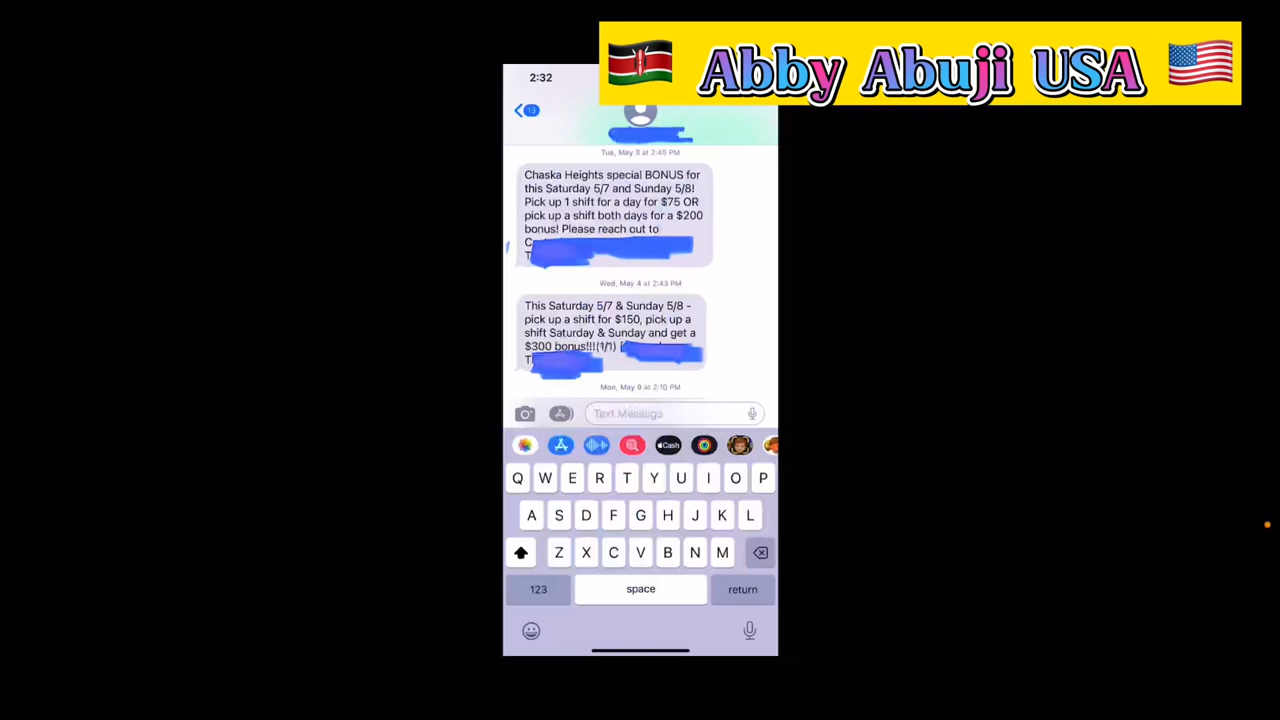 Abby Abuji USA
2:32
13
Tue, May 3 at 2:45 PM
Chaska Heights special BONUS for
this Saturday 5/7 and Sunday 5/8!
Pick up 1 shift for a day for $75 OR
pick up a shift both days for a $200
bonus! Please reach out to
Wed, May 4 at 2:43 PM
This Saturday 5/7 & Sunday 5/8 -
pick up a shift for $150, pick up a
shift Saturday & Sunday and get a
$300 bonus!!!(1/1) [
Mon, May 9 at 2:10 PM
Text Message
Cash
Q W E R T Y U I O P
A S D F G H J K L
Z X C V B N M
123 space return